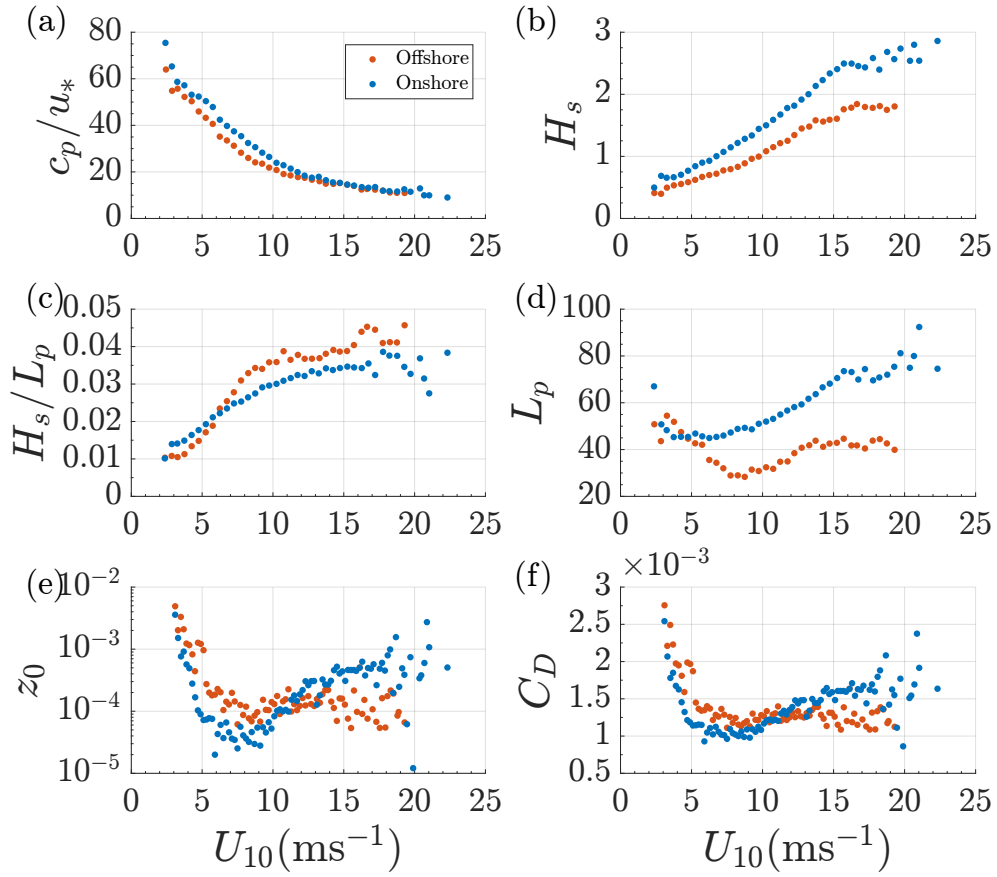 (a)
80
60
40
20
0
c_p/u_*
Offshore
Onshore
0 5 10 15 20 25
(b)
3
2
1
0
H_s
0 5 10 15 20 25
(c)
0.05
0.04
0.03
0.02
0.01
0
H_s/L_p
0 5 10 15 20 25
(d)
100
80
60
40
20
L_p
0 5 10 15 20 25
(e)
10^−2
10^−3
10^−4
10^−5
z_0
0 5 10 15 20 25
U_10(ms^−1)
(f)
×10^−3
3
2.5
2
1.5
1
0.5
C_D
0 5 10 15 20 25
U_10(ms^−1)